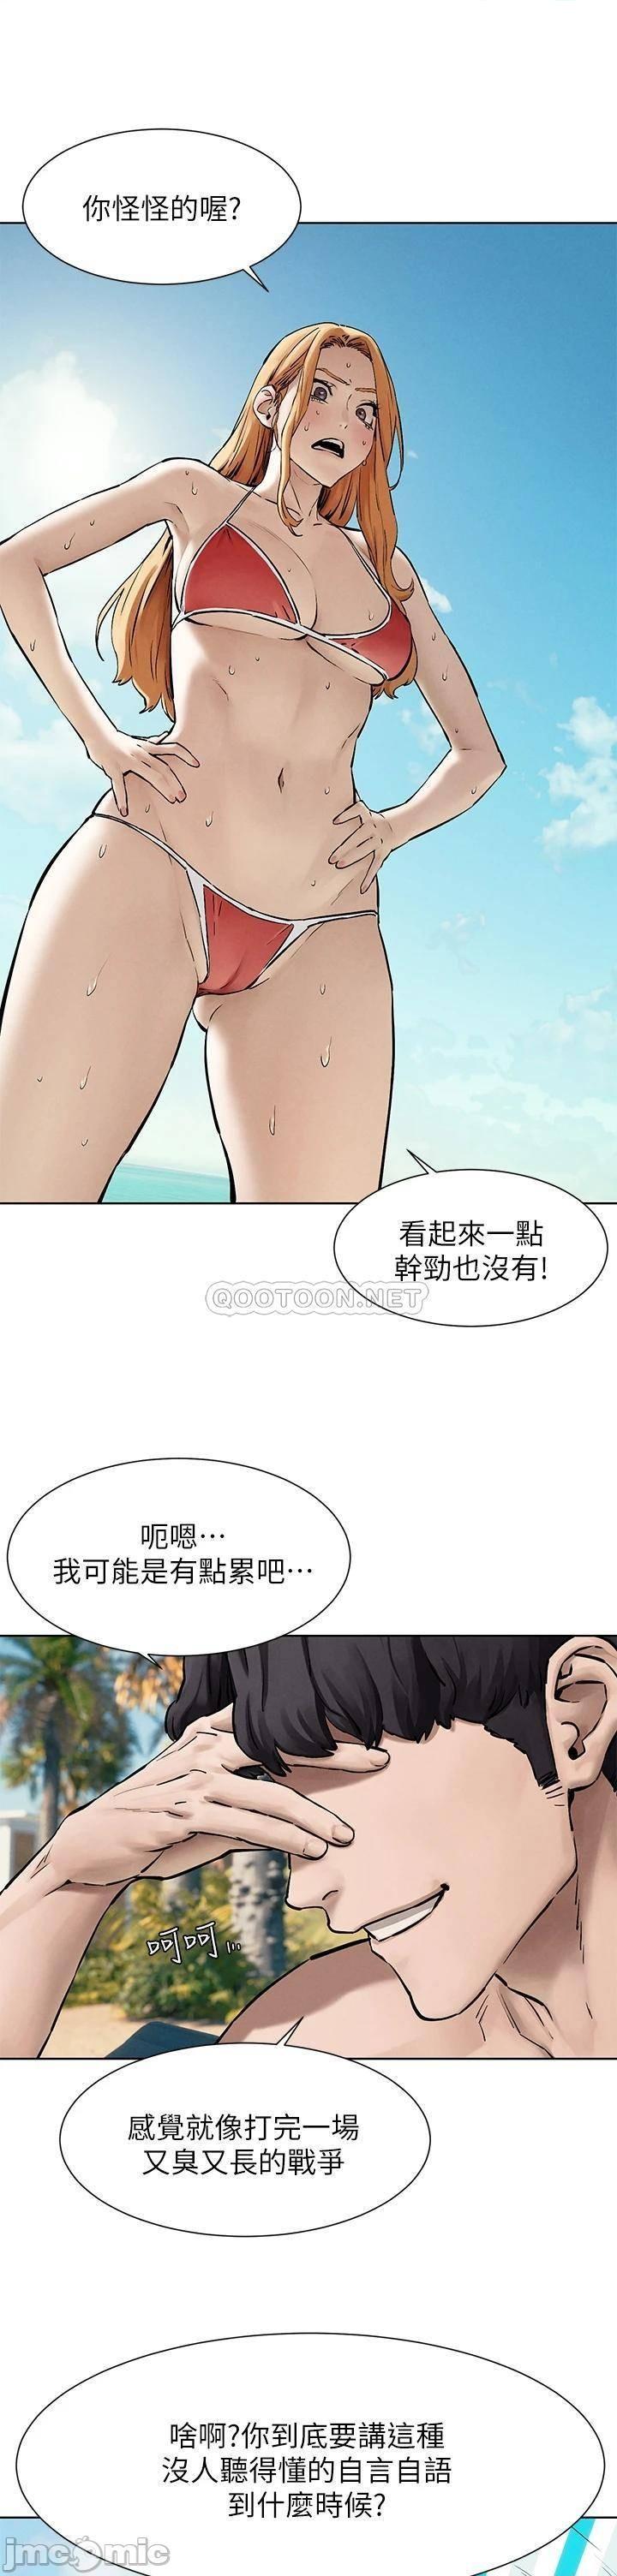 你怪怪的喔?
看起來一點
幹勁也沒有!
QOOTOON.NET
呃嗯⋯
我可能是有點累吧⋯
呵呵...
感覺就像打完一場
又臭又長的戰爭
啥啊?你到底要講這種
沒人聽得懂的自言自語
到什麼時候?
jmcomic